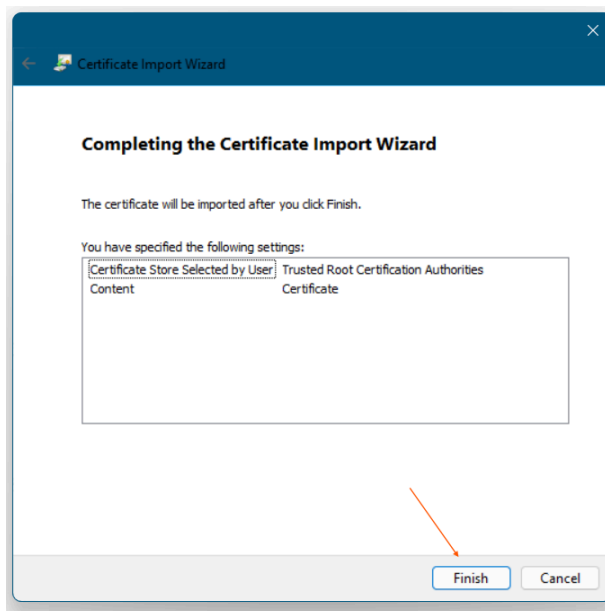 Certificate Import Wizard
Completing the Certificate Import Wizard
The certificate will be imported after you click Finish.
You have specified the following settings:
Certificate Store Selected by User Trusted Root Certification Authorities
Content Certificate
Finish Cancel